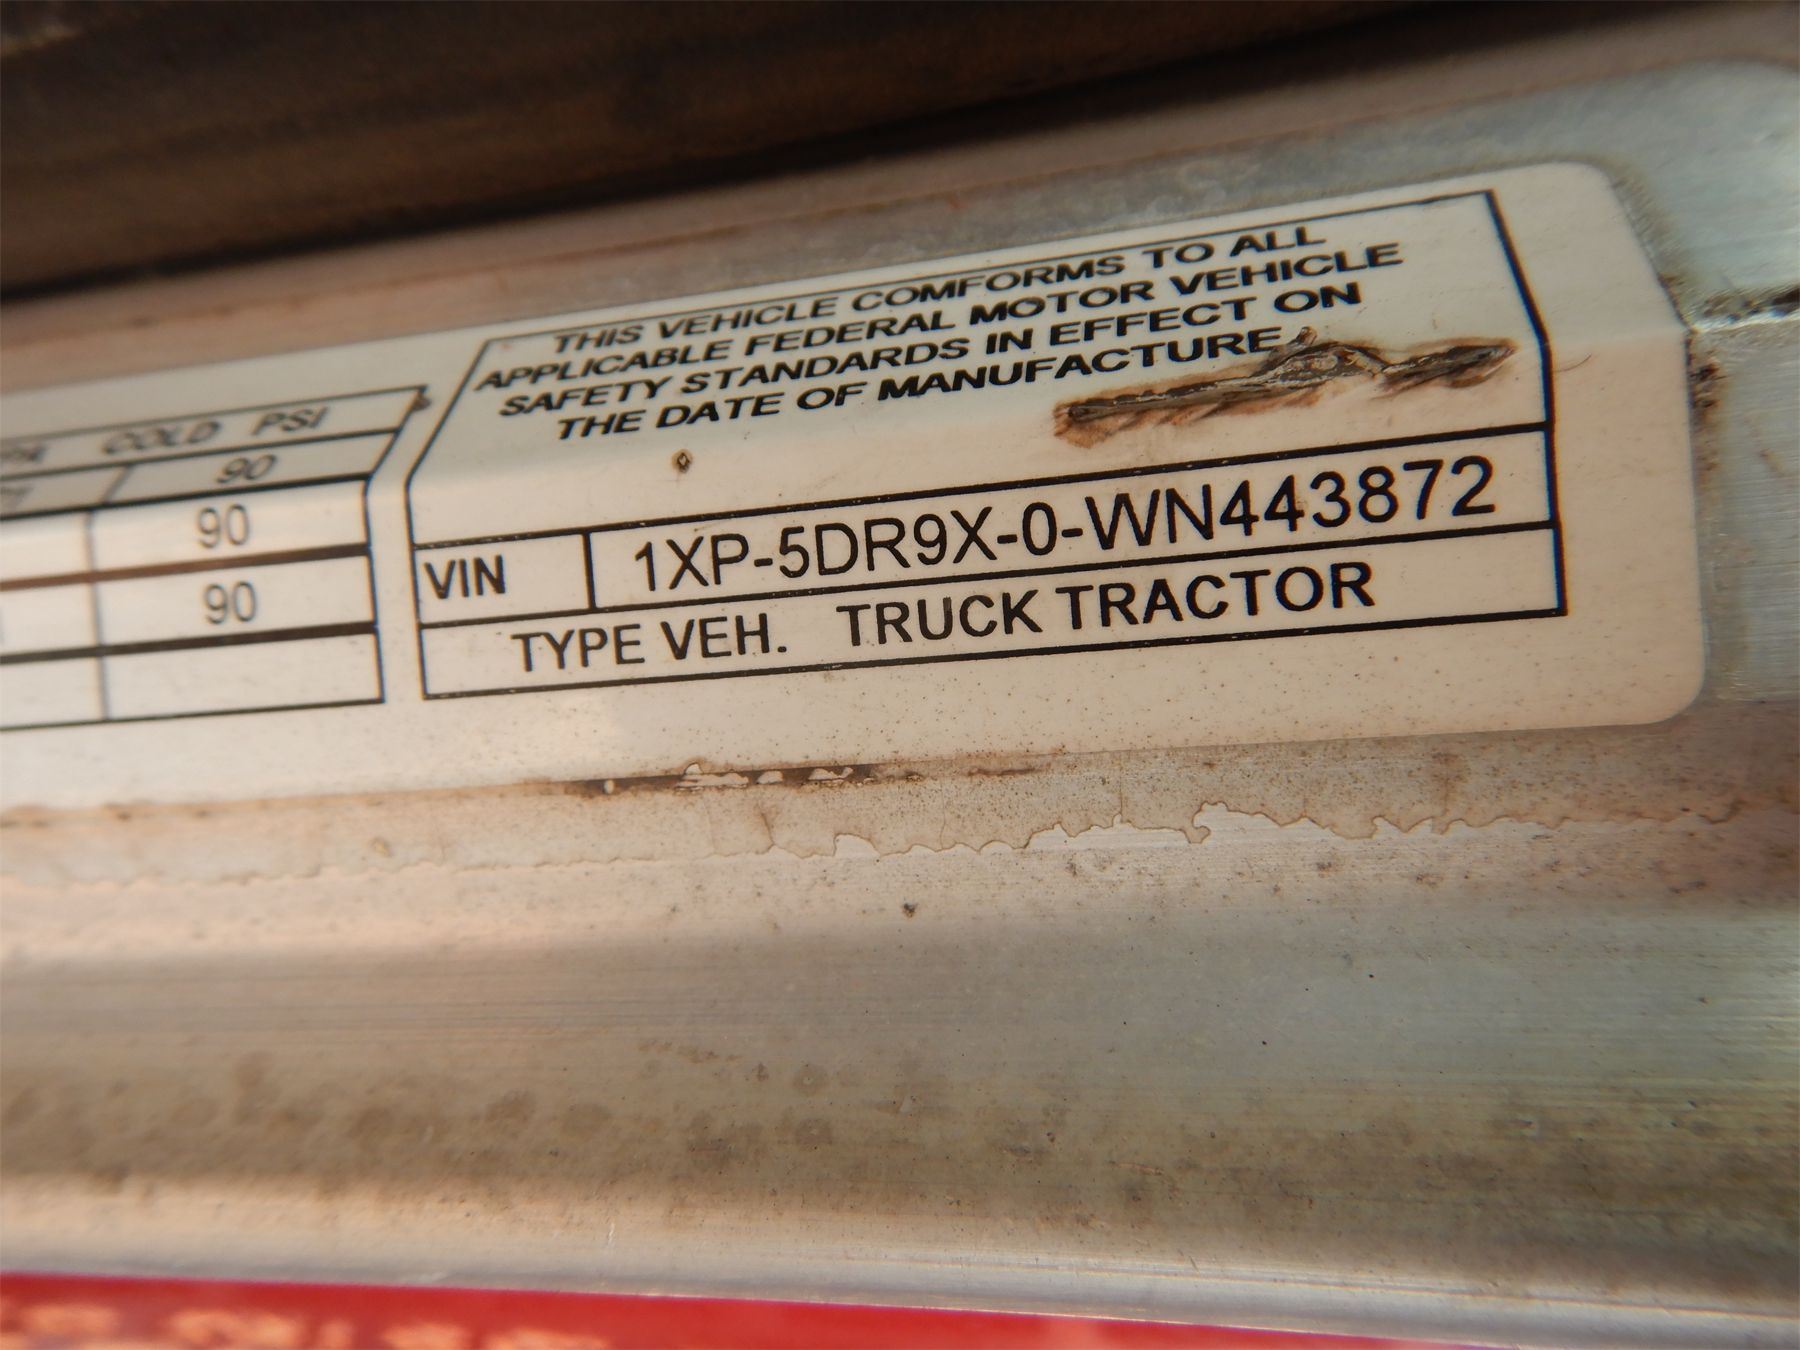 COLD PSI
90
90
90
THIS VEHICLE COMFORMS TO ALL
APPLICABLE FEDERAL MOTOR VEHICLE
SAFETY STANDARDS IN EFFECT ON
THE DATE OF MANUFACTURE
VIN 1XP-5DR9X-0-WN443872
TYPE VEH. TRUCK TRACTOR